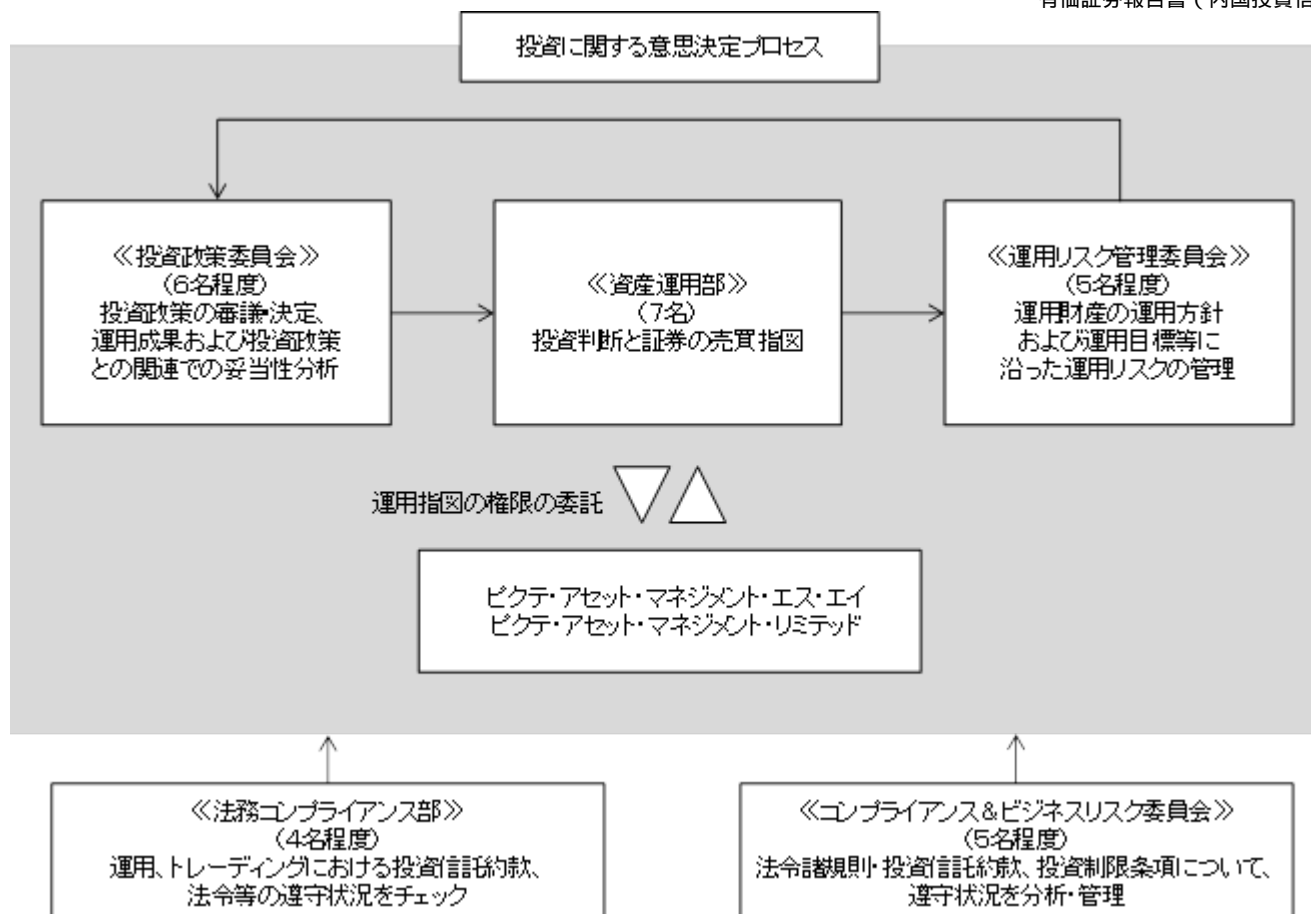 有価証券報告書(内国投資信
投資に関する意思決定プロセス
≪投資政策委員会≫
(6名程度)
投資政策の審議・決定、
運用成果および投資政策
との関連での妥当性分析
≪資産運用部≫
(7名)
投資判断と証券の売買指図
≪運用リスク管理委員会≫
(5名程度)
運用財産の運用方針
および運用目標等に
沿った運用リスクの管理
運用指図の権限の委託
ピクテ・アセット・マネジメント・エス・エイ
ピクテ・アセット・マネジメント・リミテッド
≪法務コンプライアンス部≫
(4名程度)
運用、トレーディングにおける投資信託約款、
法令等の遵守状況をチェック
≪コンプライアンス&ビジネスリスク委員会≫
(5名程度)
法令諸規則・投資信託約款、投資制限条項について、
遵守状況を分析・管理